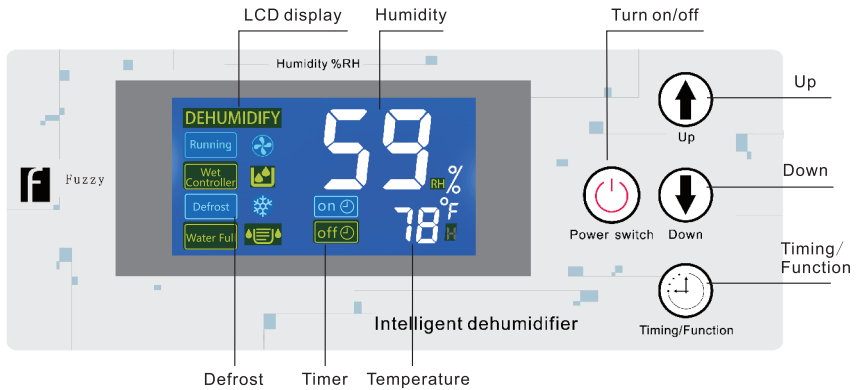 LCD display
Humidity
Turn on/off
Humidity %RH
Up
DEHUMIDIFY
Running
Wet
Controller
Defrost
Water Ful
59
RH %
on
off
78 °F
H
f Fuzzy
Up
Power switch
Down
Down
Timing/
Function
Timing/Function
Intelligent dehumidifier
Defrost
Timer
Temperature